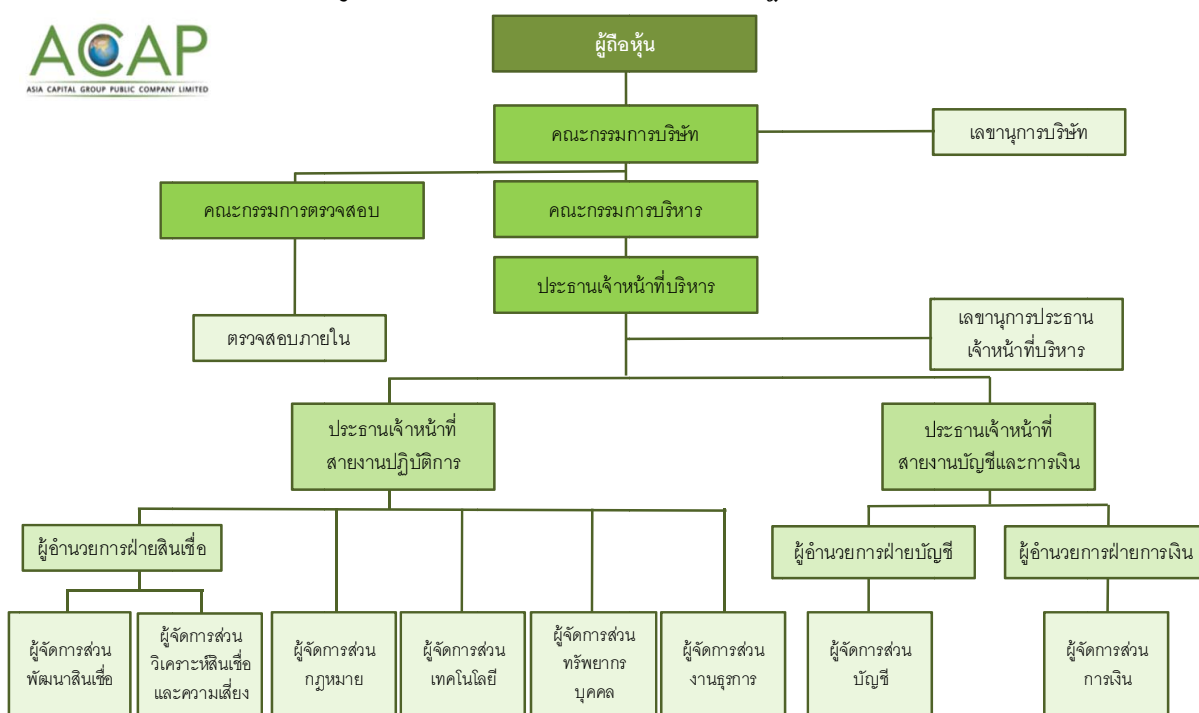 ACAP
ASIA CAPITAL GROUP PUBLIC COMPANY LIMITED
ผู้ถือหุ้น
คณะกรรมการบริษัท
เลขานุการบริษัท
คณะกรรมการตรวจสอบ
คณะกรรมการบริหาร
ประธานเจ้าหน้าที่บริหาร
ตรวจสอบภายใน
เลขานุการประธาน
เจ้าหน้าที่บริหาร
ประธานเจ้าหน้าที่
สายงานปฏิบัติการ
ประธานเจ้าหน้าที่
สายงานบัญชีและการเงิน
ผู้อำนวยการฝ่ายสินเชื่อ
ผู้อำนวยการฝ่ายบัญชี
ผู้อำนวยการฝ่ายการเงิน
ผู้จัดการส่วน
พัฒนาสินเชื่อ
ผู้จัดการส่วน
วิเคราะห์สินเชื่อ
และความเสี่ยง
ผู้จัดการส่วน
กฎหมาย
ผู้จัดการส่วน
เทคโนโลยี
ผู้จัดการส่วน
ทรัพยากร
บุคคล
ผู้จัดการส่วน
งานธุรการ
ผู้จัดการส่วน
บัญชี
ผู้จัดการส่วน
การเงิน